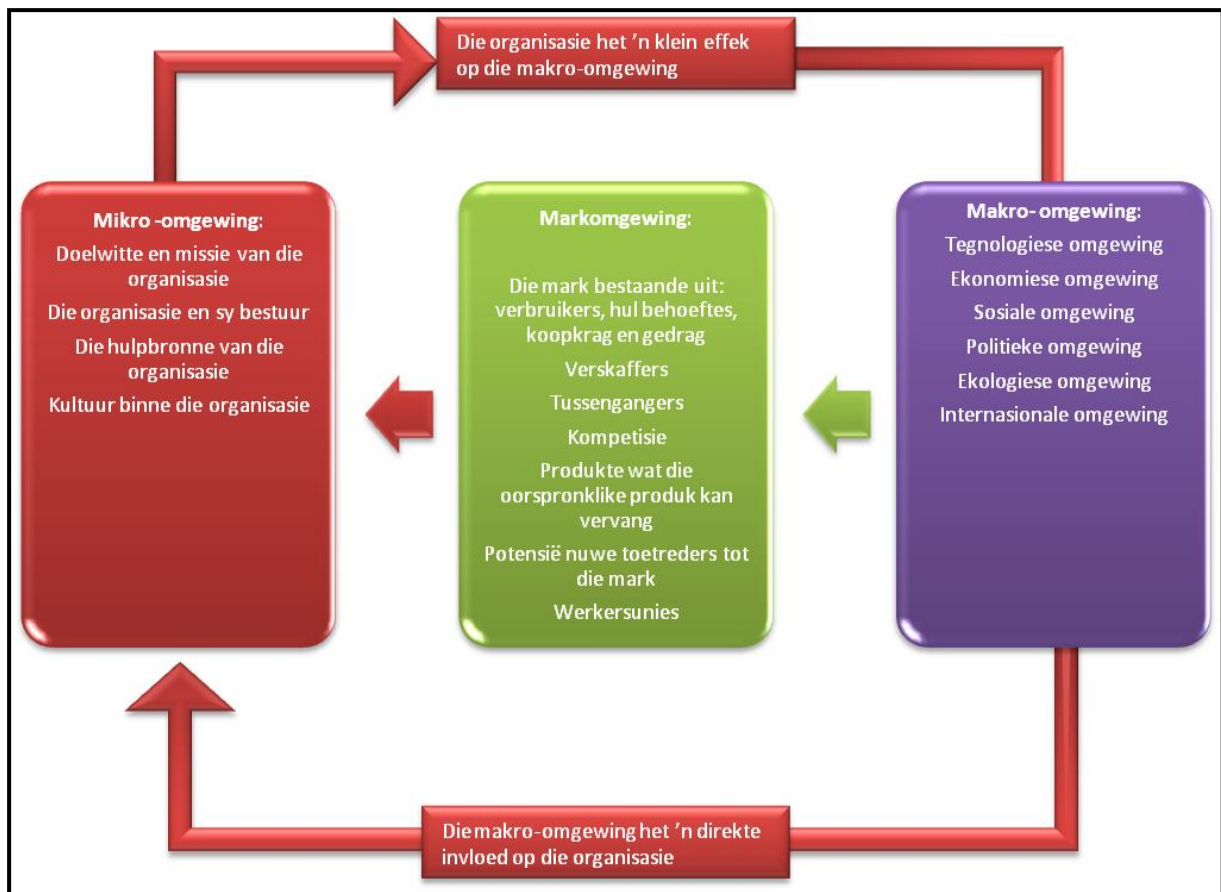 Die organisasie het ’n klein effek
op die makro-omgewing
Mikro -omgewing:
Doelwitte en missie van die
organisasie
Die organisasie en sy bestuur
Die hulpbronne van die
organisasie
Kultuur binne die organisasie
Markomgewing:
Die mark bestaande uit:
verbruikers, hul behoeftes,
koopkrag en gedrag
Verskaffers
Tussengangers
Kompetisie
Produkte wat die
oorspronklike produk kan
vervang
Potensië nuwe toetreders tot
die mark
Werkersunies
Makro- omgewing:
Tegnologiese omgewing
Ekonomiese omgewing
Sosiale omgewing
Politieke omgewing
Ekologiese omgewing
Internasionale omgewing
Die makro-omgewing het ’n direkte
invloed op die organisasie